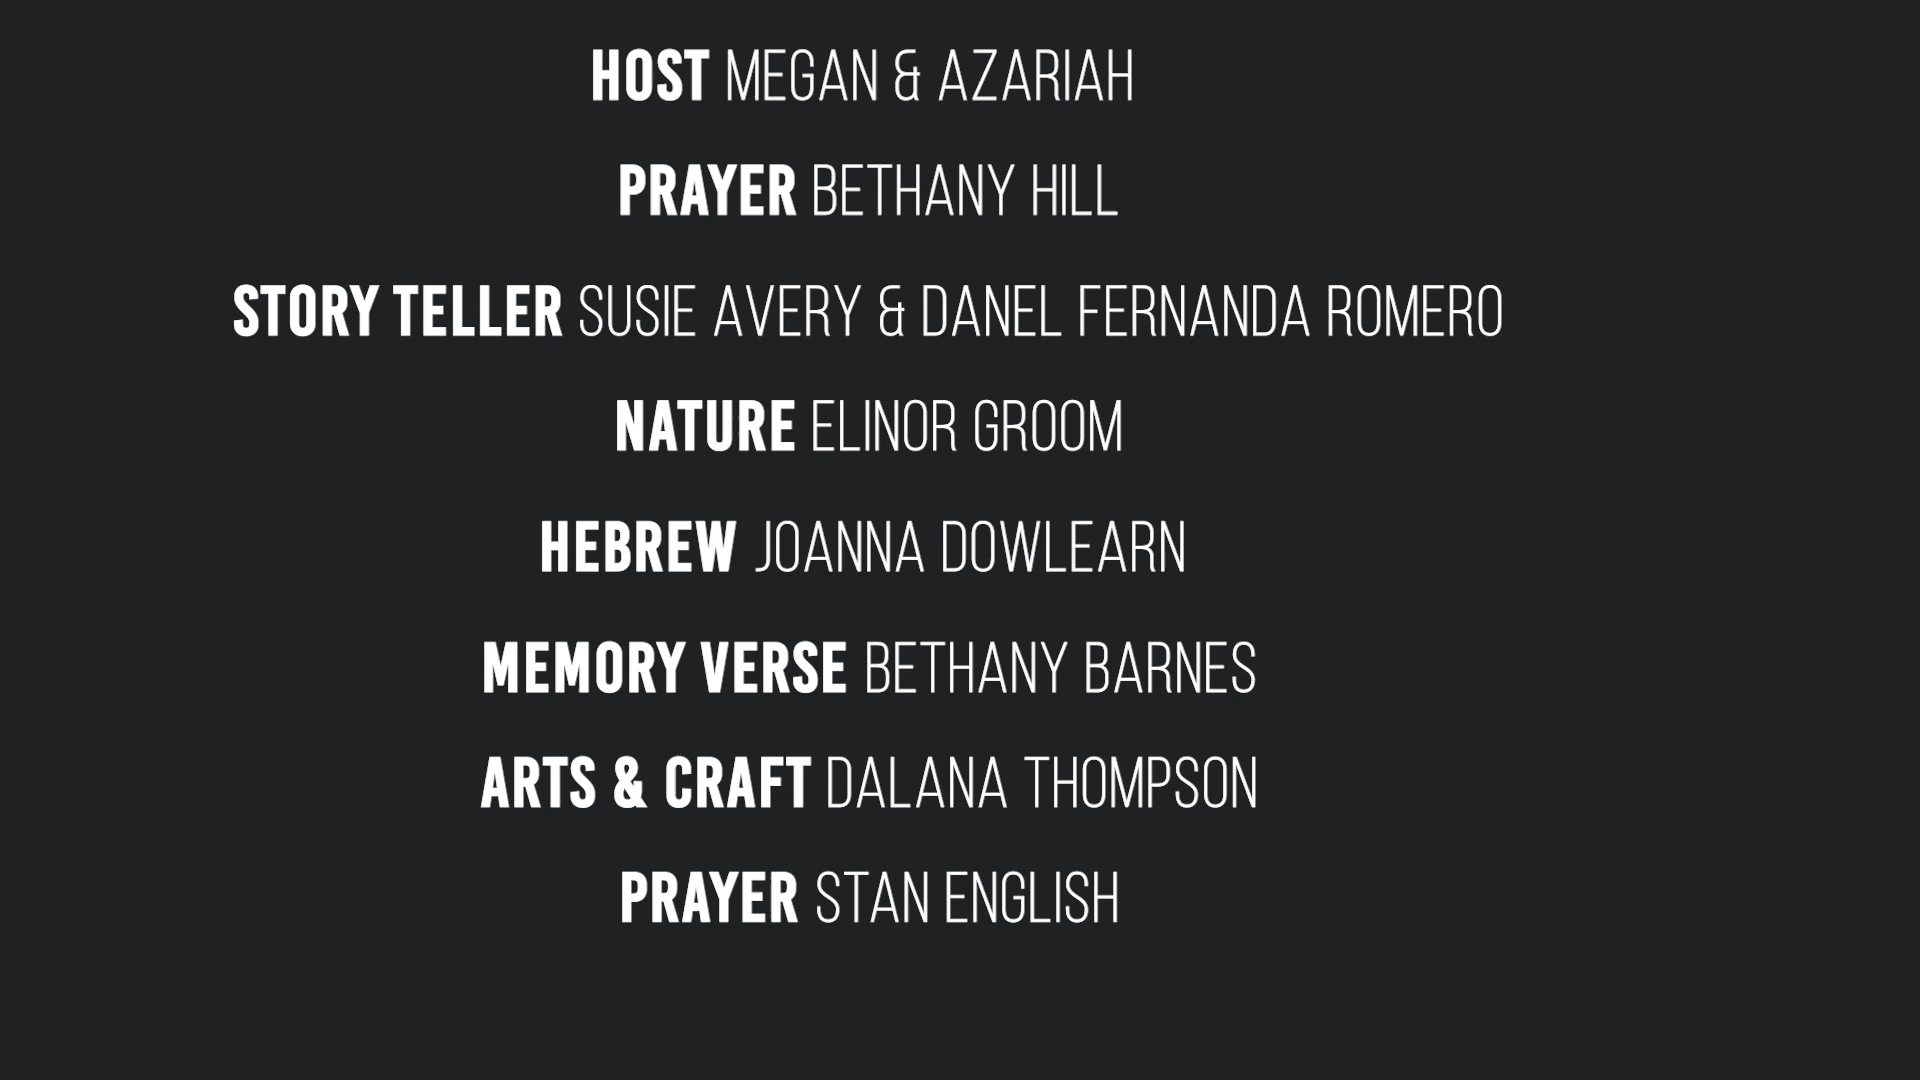 HOST MEGAN & AZARIAH
PRAYER BETHANY HILL
STORY TELLER SUSIE AVERY & DANEL FERNANDA ROMERO
NATURE ELINOR GROOM
HEBREW JOANNA DOWLEARN
MEMORY VERSE BETHANY BARNES
ARTS & CRAFT DALANA THOMPSON
PRAYER STAN ENGLISH